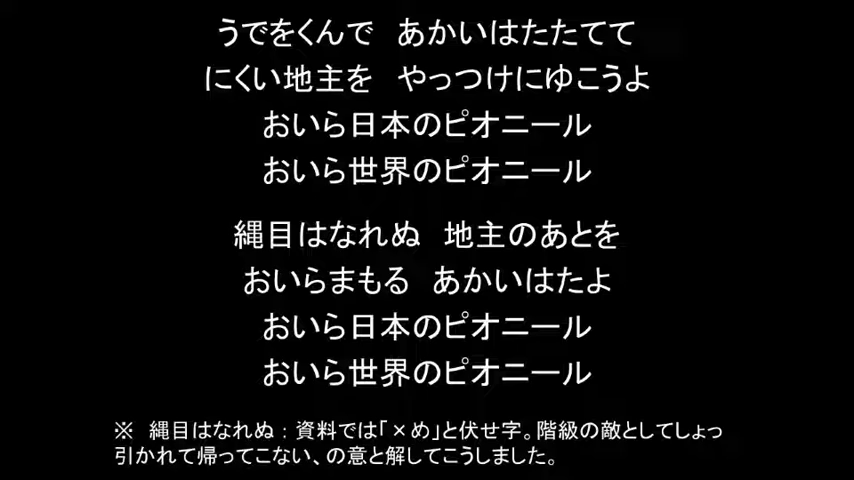 うでをくんで　あかいはたたてて
にくい地主を　やっつけにゆこうよ
おいら日本のピオニール
おいら世界のピオニール
縄目はなれぬ　地主のあとを
おいらまもる　あかいはたよ
おいら日本のピオニール
おいら世界のピオニール
※　縄目はなれぬ：資料では「×め」と伏せ字。階級の敵としてしょっ
引かれて帰ってこない、の意と解してこうしました。